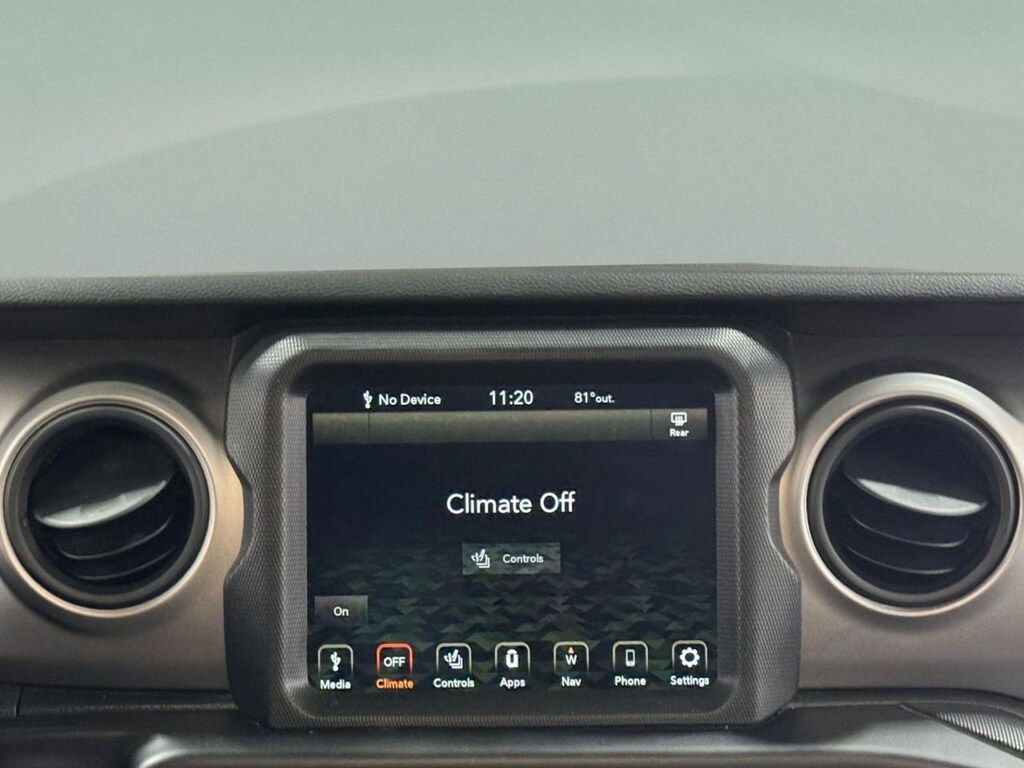 No Device 11:20 81°out.
Rear
Climate Off
Controls
On
OFF W
Media Climate Controls Apps Nav Phone Settings